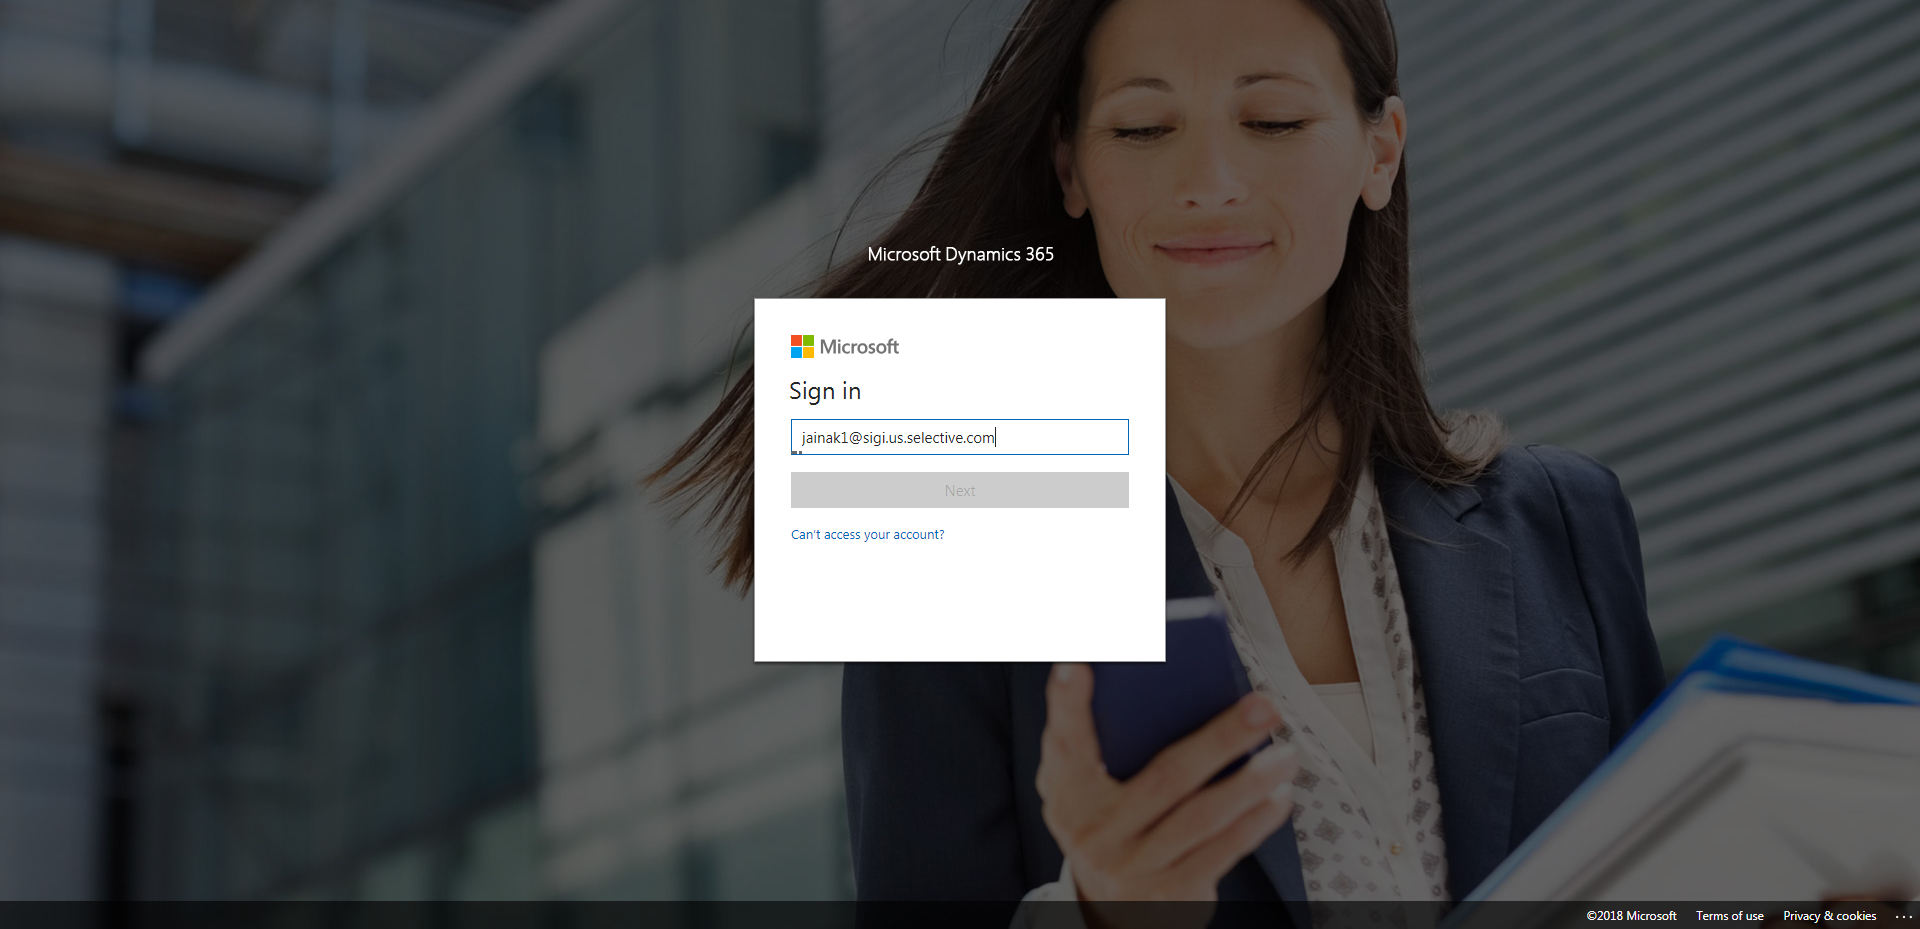 Microsoft Dynamics 365
Microsoft
Sign in
jainak1@sigi.us.selective.com
Next
Can't access your account?
©2018 Microsoft Terms of use Privacy & cookies ...